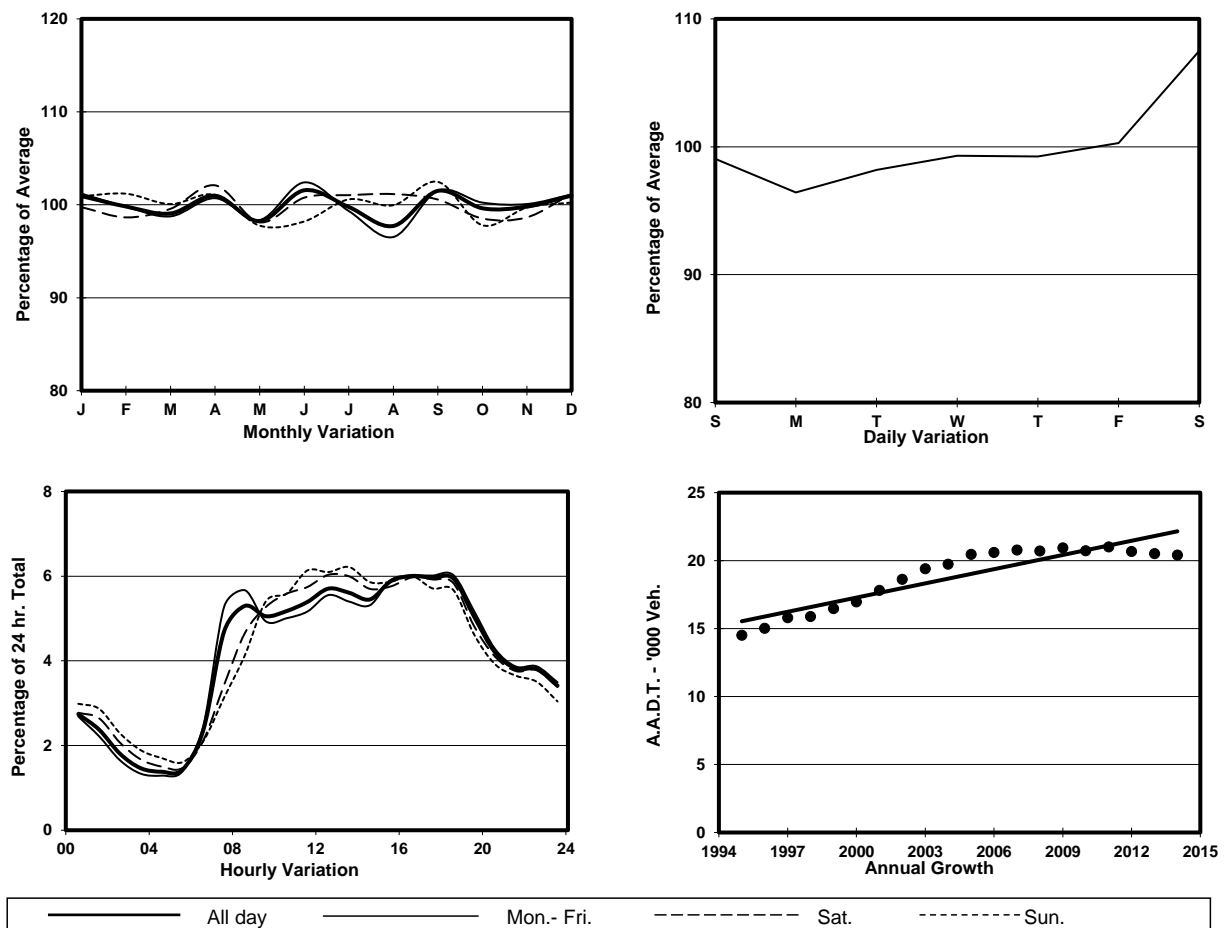 120
110
100
90
80
Percentage of Average
J F M A M J J A S O N D
Monthly Variation
110
100
90
80
Percentage of Average
S M T W T F S
Daily Variation
8
6
4
2
0
Percentage of 24 hr. Total
00 04 08 12 16 20 24
Hourly Variation
25
20
15
10
5
0
A.A.D.T. - '000 Veh.
1994 1997 2000 2003 2006 2009 2012 2015
Annual Growth
All day Mon.- Fri. Sat. Sun.